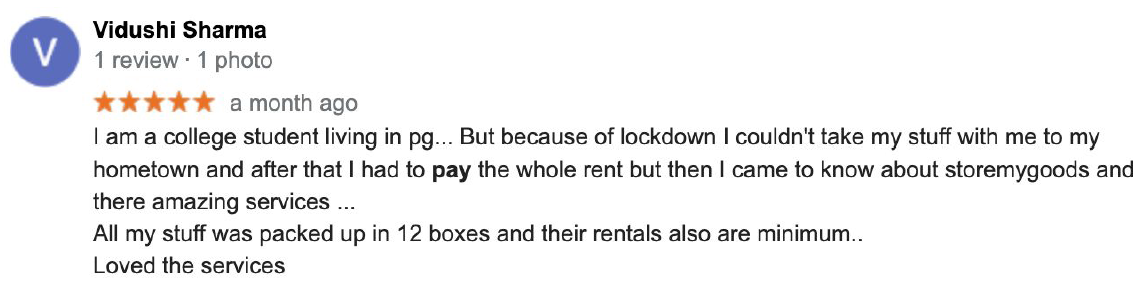 V
Vidushi Sharma
1 review · 1 photo
★★★★★ a month ago
I am a college student living in pg... But because of lockdown I couldn't take my stuff with me to my
hometown and after that I had to pay the whole rent but then I came to know about storemygoods and
there amazing services ...
All my stuff was packed up in 12 boxes and their rentals also are minimum..
Loved the services